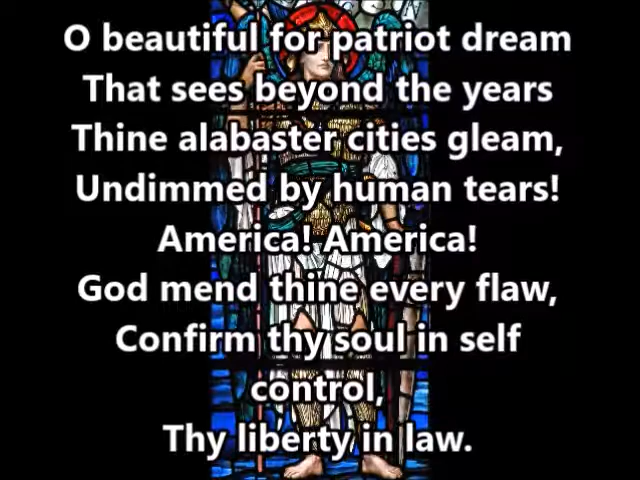 O beautiful for patriot dream
That sees beyond the years
Thine alabaster cities gleam,
Undimmed by human tears!
America! America!
God mend thine every flaw,
Confirm thy soul in self
control,
Thy liberty in law.